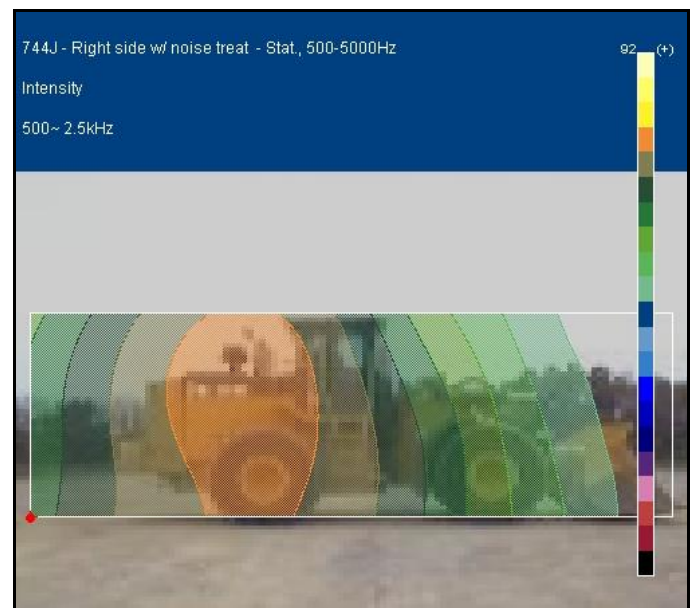 744J - Right side w/ noise treat - Stat., 500-5000Hz
92 (+)
Intensity
500~ 2.5kHz